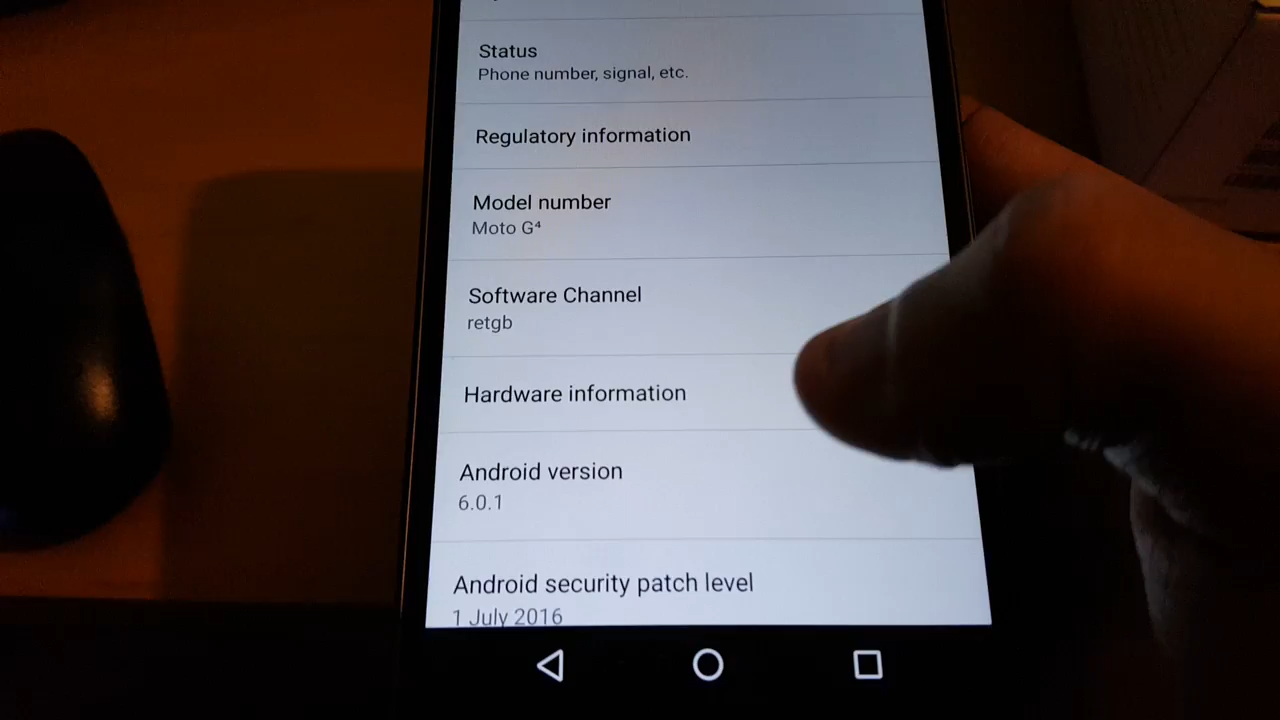 Status
Phone number, signal, etc.
Regulatory information
Model number
Moto G⁴
Software Channel
retgb
Hardware information
Android version
6.0.1
Android security patch level
1 July 2016